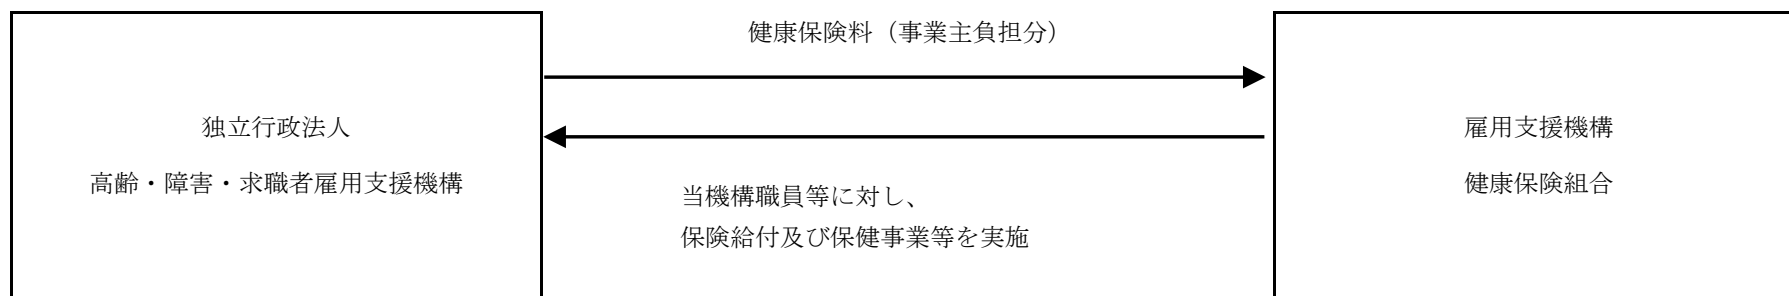 健康保険料（事業主負担分）
独立行政法人
高齢・障害・求職者雇用支援機構
当機構職員等に対し、
保険給付及び保健事業等を実施
雇用支援機構
健康保険組合